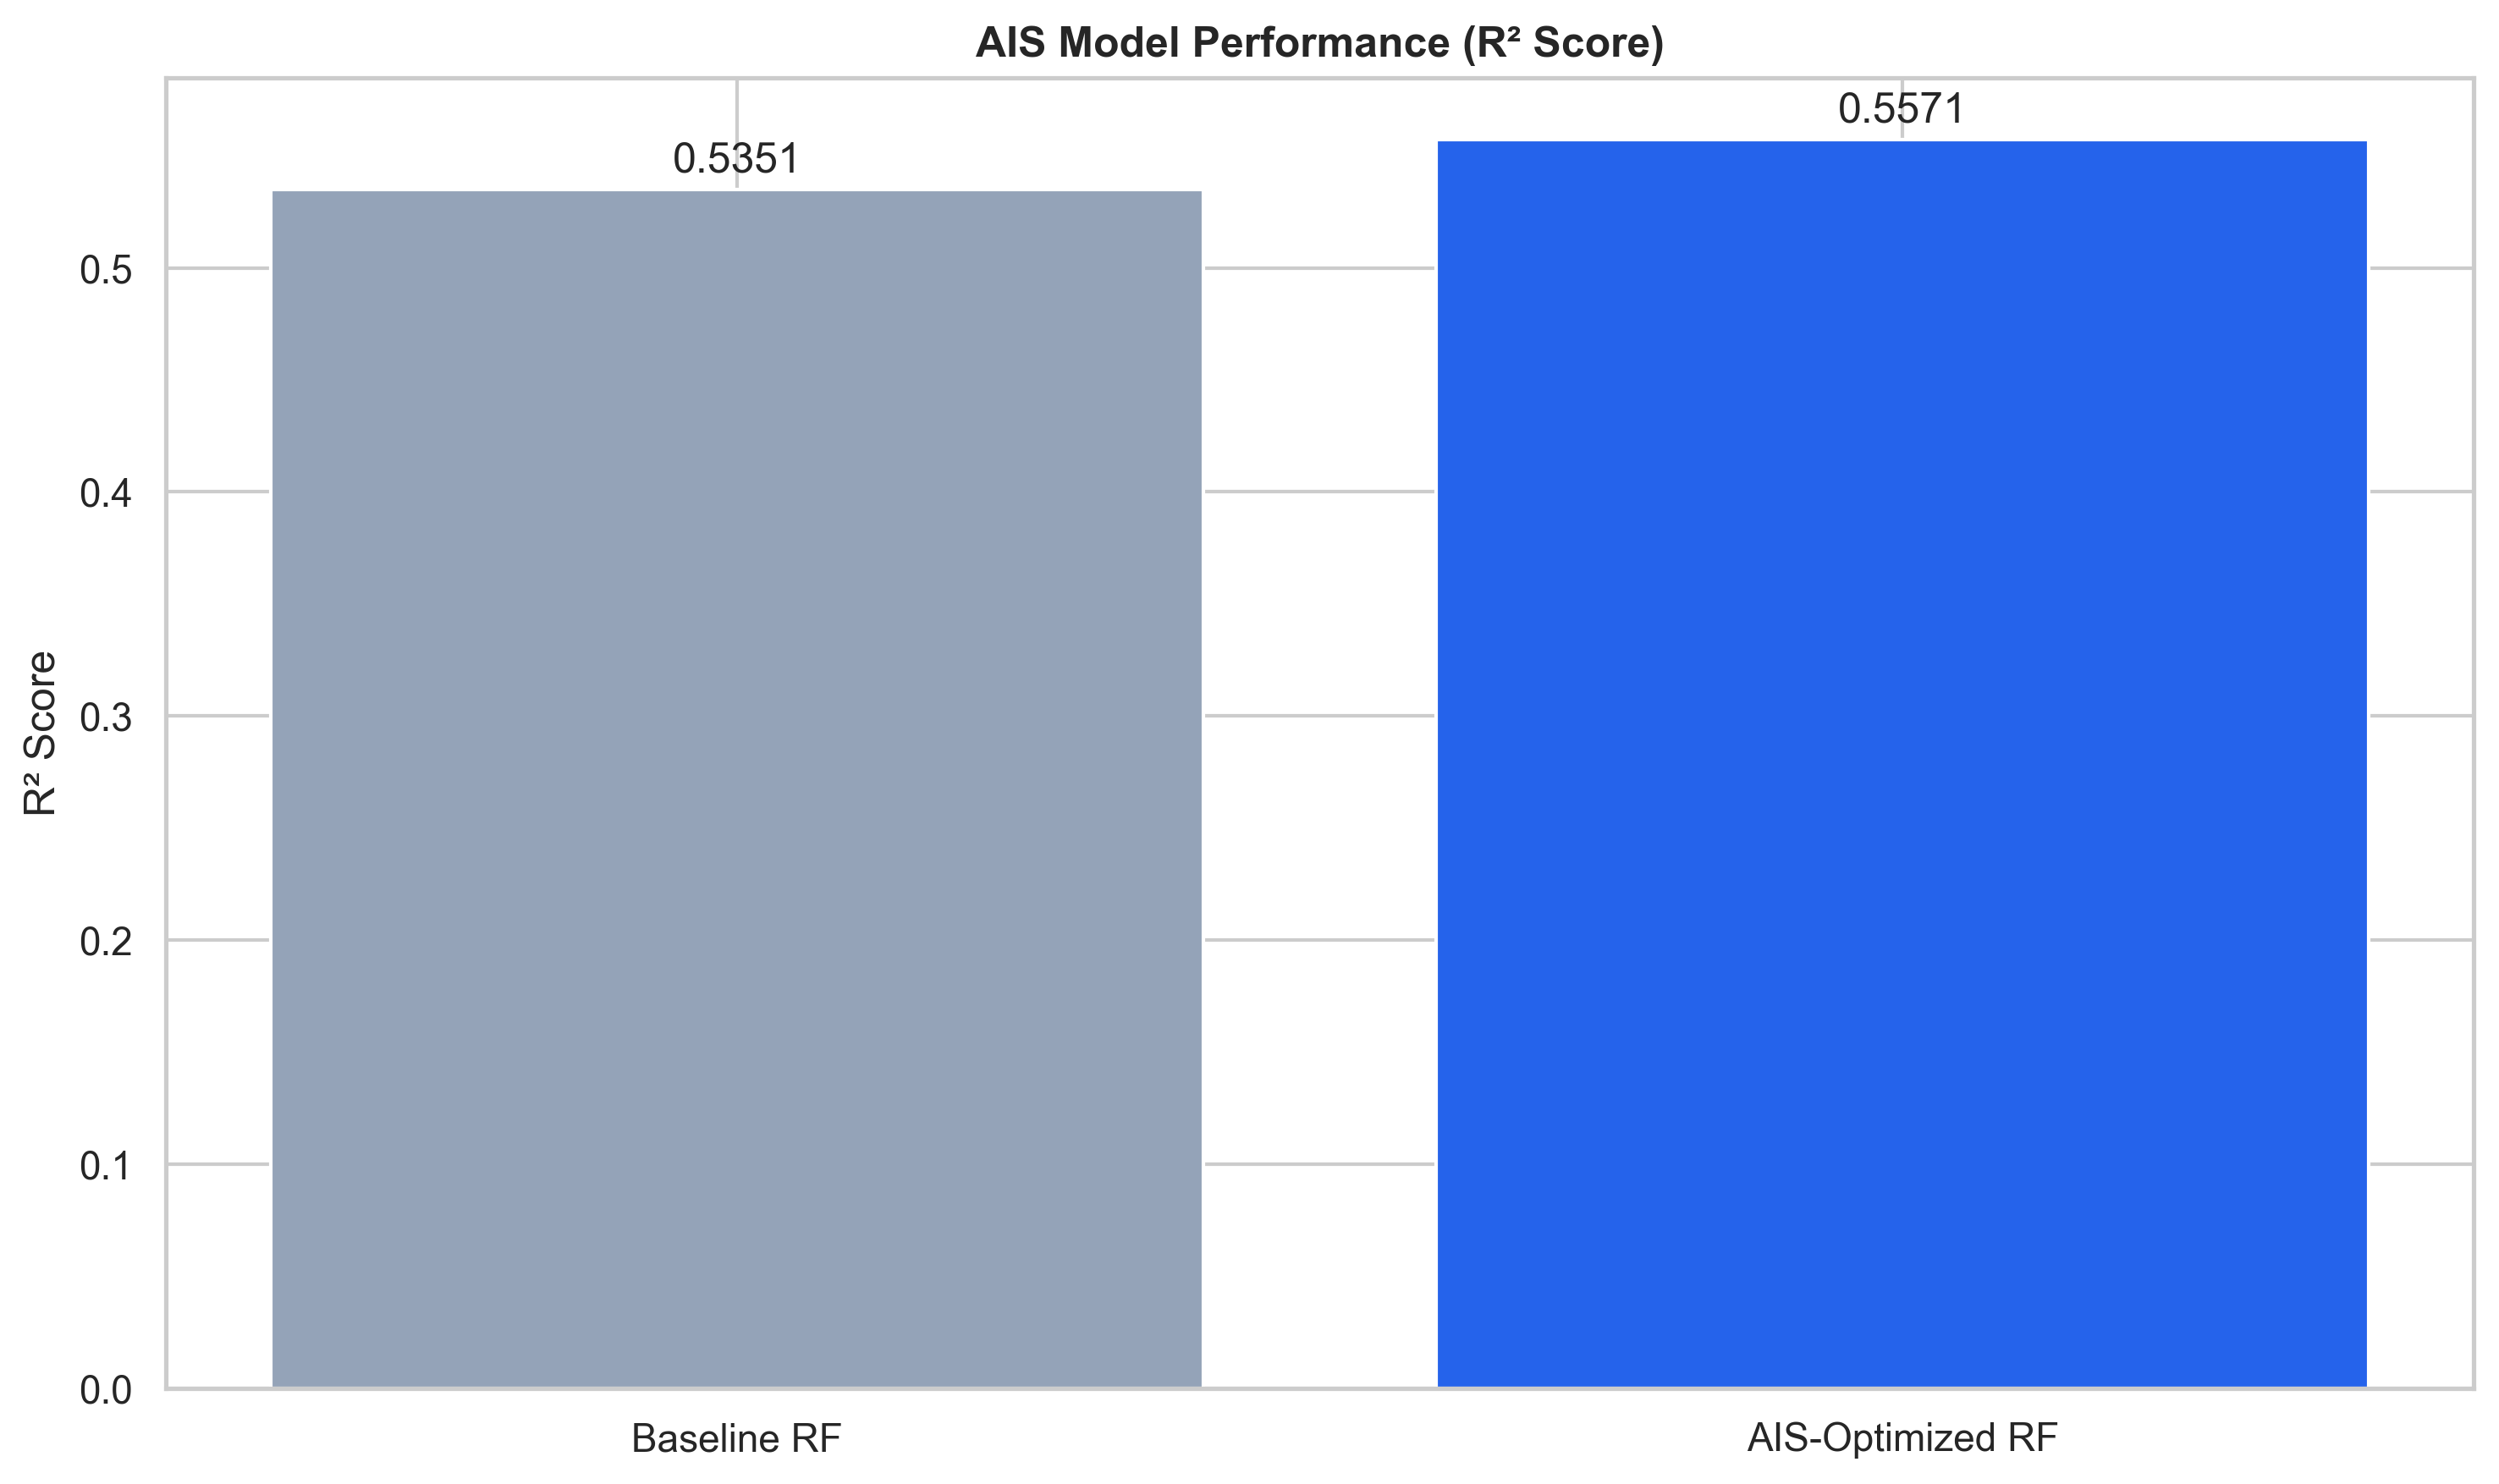 AIS Model Performance (R² Score)
0.5351
0.5571
0.5
0.4
0.3
0.2
0.1
0.0
R² Score
Baseline RF
AIS-Optimized RF